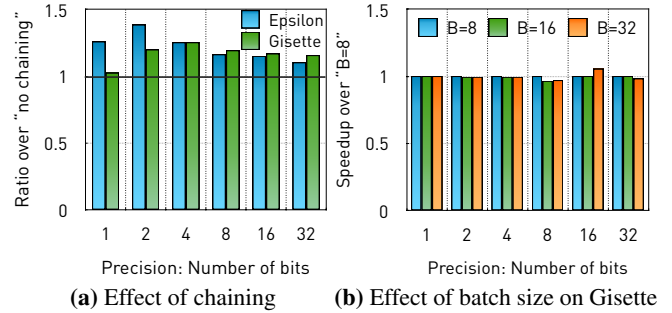 Ratio over "no chaining"
1.5
1
0.5
0
Epsilon
Gisette
1 2 4 8 16 32
Precision: Number of bits
(a) Effect of chaining
Speedup over "B=8"
1.5
1
0.5
0
B=8 B=16 B=32
1 2 4 8 16 32
Precision: Number of bits
(b) Effect of batch size on Gisette